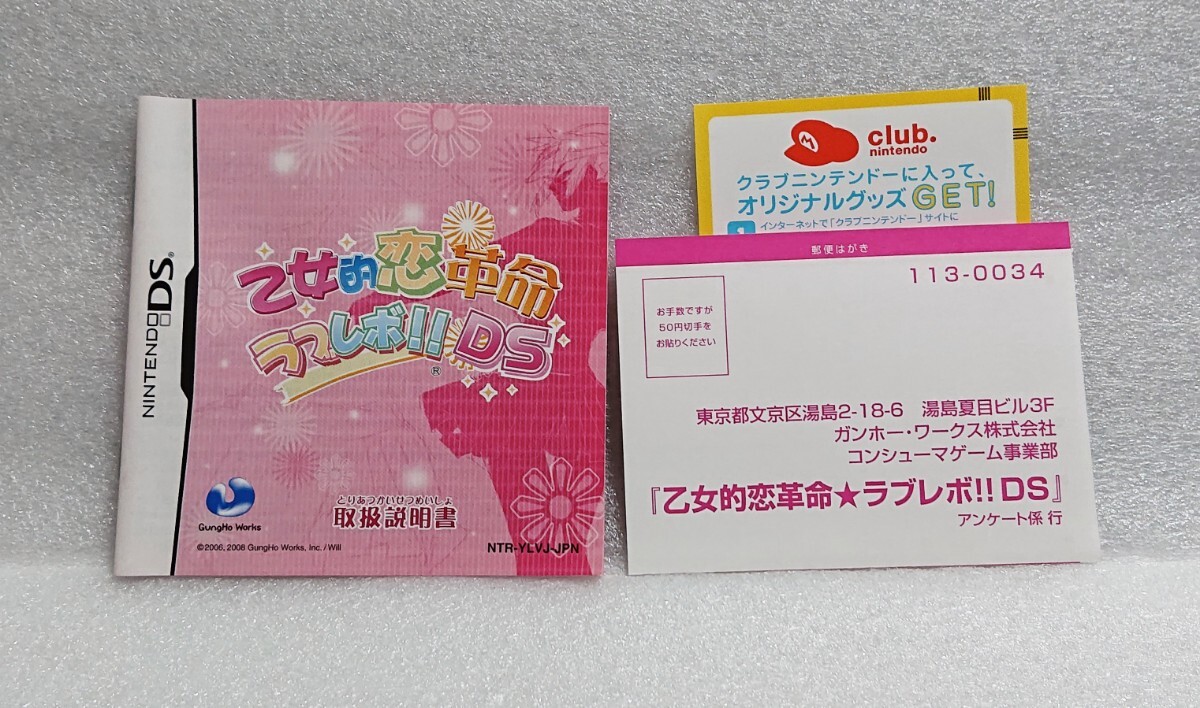 NINTENDO DS
乙女的恋革命
ラブレボ!! DS
®
GungHo Works
とりあつかいせつめいしょ
取扱説明書
©2006, 2008 GungHo Works, Inc. / Will
NTR-YLVJ-JPN
M
club.
nintendo
クラブニンテンドーに入って、
オリジナルグッズGET!
1 インターネットで「クラブニンテンドー」サイトに
郵便はがき
113-0034
お手数ですが
50円切手を
お貼りください
東京都文京区湯島2-18-6 湯島夏目ビル3F
ガンホー・ワークス株式会社
コンシューマゲーム事業部
『乙女的恋革命★ラブレボ!! DS』
アンケート係 行